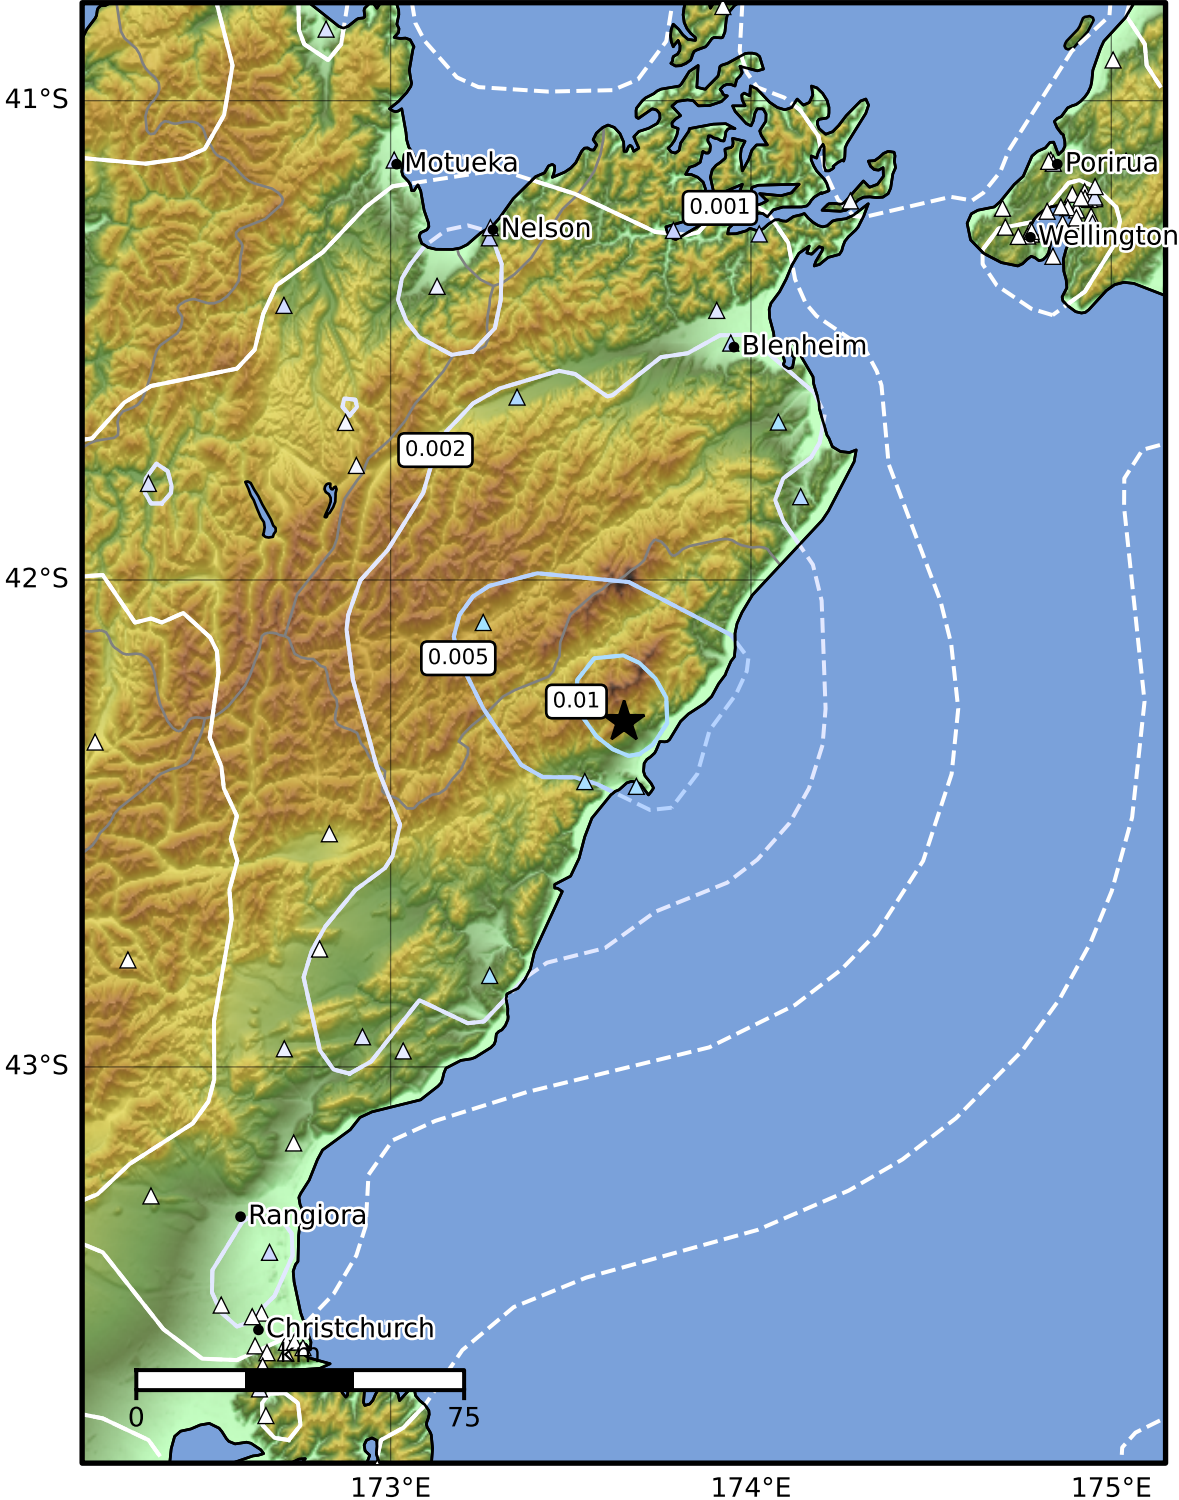 41°S
Motueka
Porirua
0.001
Nelson
Wellington
Blenheim
0.002
42°S
0.005
0.01
43°S
Rangiora
Christchurch
km
0
75
173°E
174°E
175°E